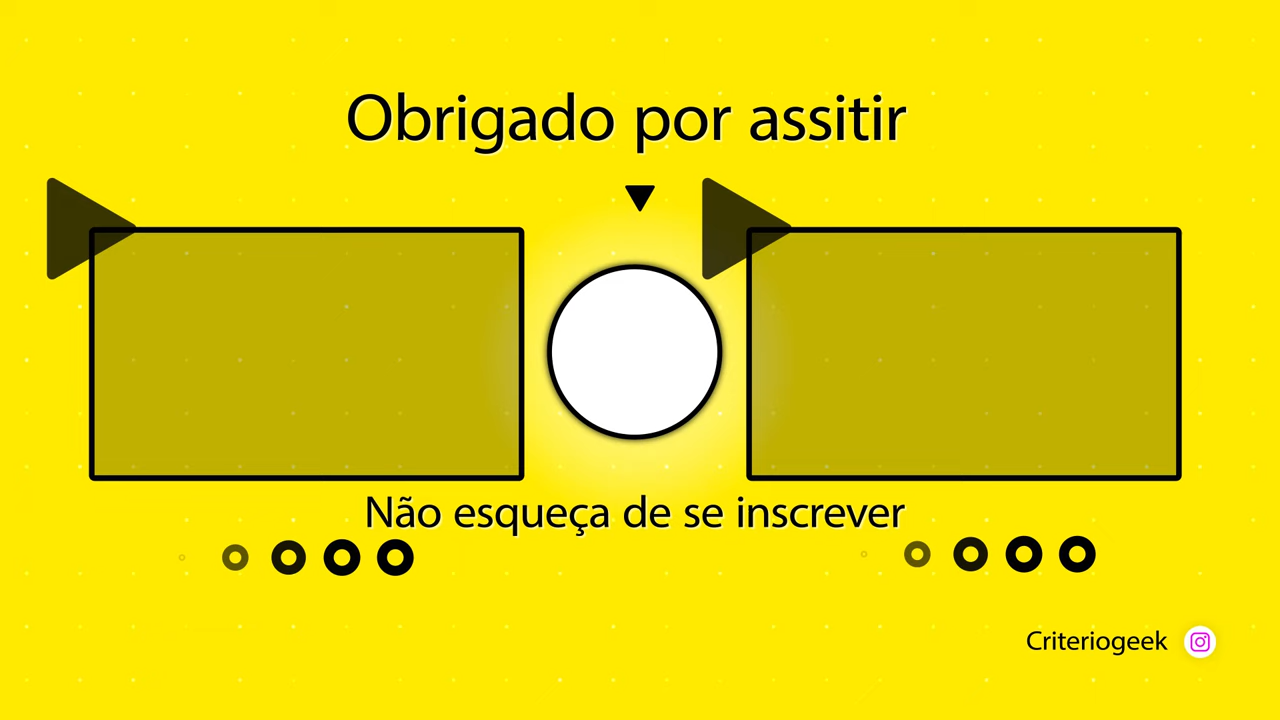 Obrigado por assitir
Não esqueça de se inscrever
Criteriogeek